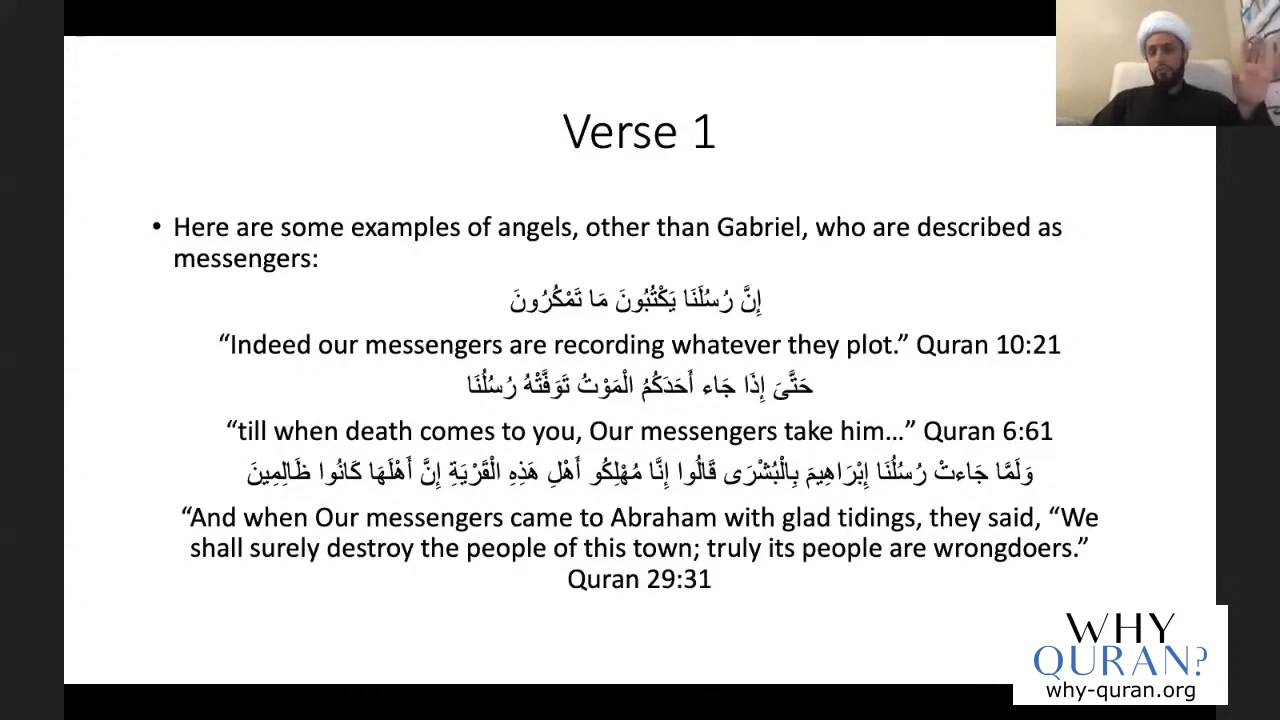 Verse 1
• Here are some examples of angels, other than Gabriel, who are described as
messengers:
إِنَّ رُسُلَنَا يَكْتُبُونَ مَا تَمْكُرُونَ
“Indeed our messengers are recording whatever they plot.” Quran 10:21
حَتَّىَ إِذَا جَاء أَحَدَكُمُ الْمَوْتُ تَوَفَّتْهُ رُسُلُنَا
“till when death comes to you, Our messengers take him…” Quran 6:61
وَلَمَّا جَاءتْ رُسُلُنَا إِبْرَاهِيمَ بِالْبُشْرَى قَالُوا إِنَّا مُهْلِكُو أَهْلِ هَذِهِ الْقَرْيَةِ إِنَّ أَهْلَهَا كَانُوا ظَالِمِينَ
“And when Our messengers came to Abraham with glad tidings, they said, “We
shall surely destroy the people of this town; truly its people are wrongdoers.”
Quran 29:31
WHY
QURAN?
why-quran.org